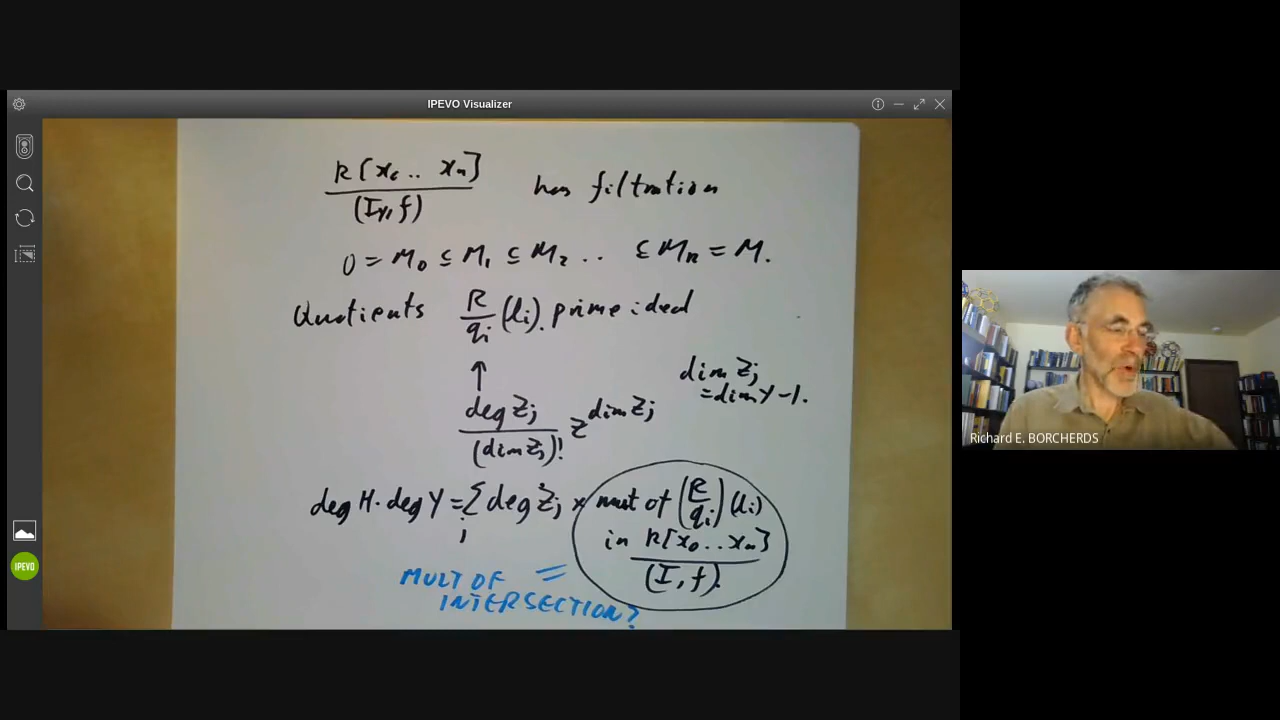 IPEVO Visualizer
k[x₀.. xₙ] / (I_Y, f) has filtration
0 = M₀ ⊆ M₁ ⊆ M₂ .. ⊆ Mₙ = M.
Quotients R/qᵢ (lᵢ). prime ideal
↑
dim Zⱼ
= dim Y - 1.
deg Zⱼ / (dim Zⱼ)! z^{dim Zⱼ}
deg H · deg Y = Σⱼ deg Zⱼ × mult of (R/qᵢ)(lᵢ)
in k[x₀..xₙ] / (I, f).
MULT OF =
INTERSECTION?
IPEVO
Richard E. BORCHERDS